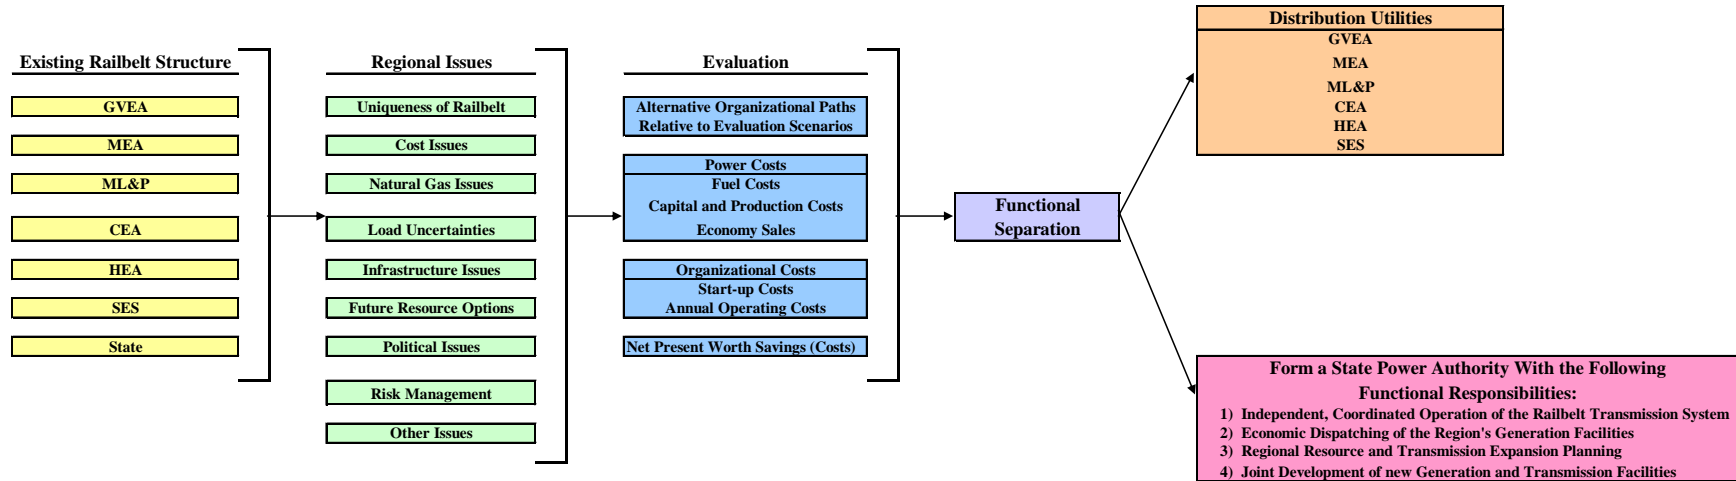 Existing Railbelt Structure
GVEA
MEA
ML&P
CEA
HEA
SES
State
Regional Issues
Uniqueness of Railbelt
Cost Issues
Natural Gas Issues
Load Uncertainties
Infrastructure Issues
Future Resource Options
Political Issues
Risk Management
Other Issues
Evaluation
Alternative Organizational Paths
Relative to Evaluation Scenarios
Power Costs
Fuel Costs
Capital and Production Costs
Economy Sales
Organizational Costs
Start-up Costs
Annual Operating Costs
Net Present Worth Savings (Costs)
Functional
Separation
Distribution Utilities
GVEA
MEA
ML&P
CEA
HEA
SES
Form a State Power Authority With the Following
Functional Responsibilities:
1) Independent, Coordinated Operation of the Railbelt Transmission System
2) Economic Dispatching of the Region's Generation Facilities
3) Regional Resource and Transmission Expansion Planning
4) Joint Development of new Generation and Transmission Facilities